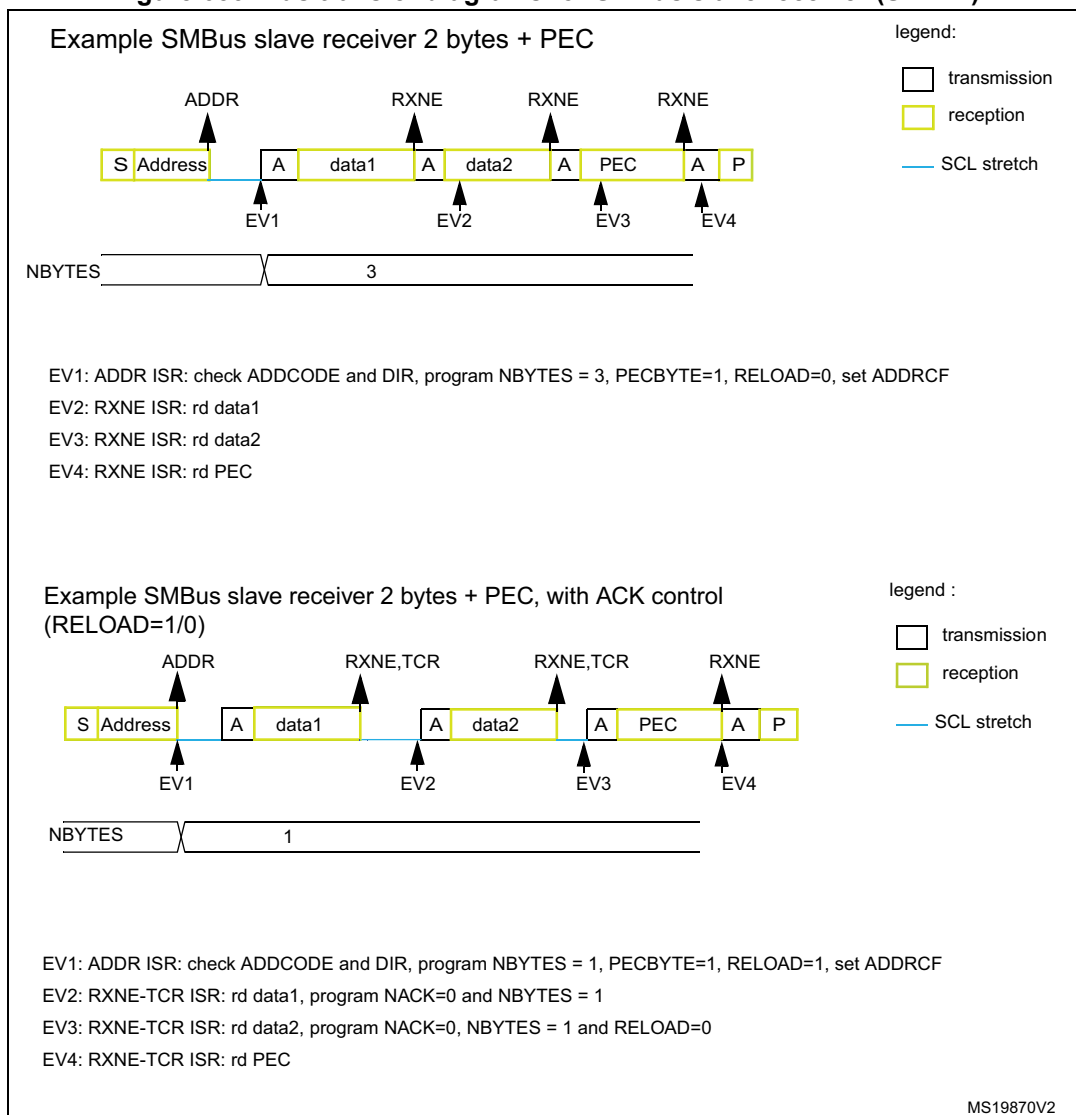 Example SMBus slave receiver 2 bytes + PEC
legend:
transmission
reception
SCL stretch
ADDR RXNE RXNE RXNE
S Address A data1 A data2 A PEC A P
EV1 EV2 EV3 EV4
NBYTES 3
EV1: ADDR ISR: check ADDCODE and DIR, program NBYTES = 3, PECBYTE=1, RELOAD=0, set ADDRCF
EV2: RXNE ISR: rd data1
EV3: RXNE ISR: rd data2
EV4: RXNE ISR: rd PEC
Example SMBus slave receiver 2 bytes + PEC, with ACK control
(RELOAD=1/0)
legend :
transmission
reception
SCL stretch
ADDR RXNE,TCR RXNE,TCR RXNE
S Address A data1 A data2 A PEC A P
EV1 EV2 EV3 EV4
NBYTES 1
EV1: ADDR ISR: check ADDCODE and DIR, program NBYTES = 1, PECBYTE=1, RELOAD=1, set ADDRCF
EV2: RXNE-TCR ISR: rd data1, program NACK=0 and NBYTES = 1
EV3: RXNE-TCR ISR: rd data2, program NACK=0, NBYTES = 1 and RELOAD=0
EV4: RXNE-TCR ISR: rd PEC
MS19870V2